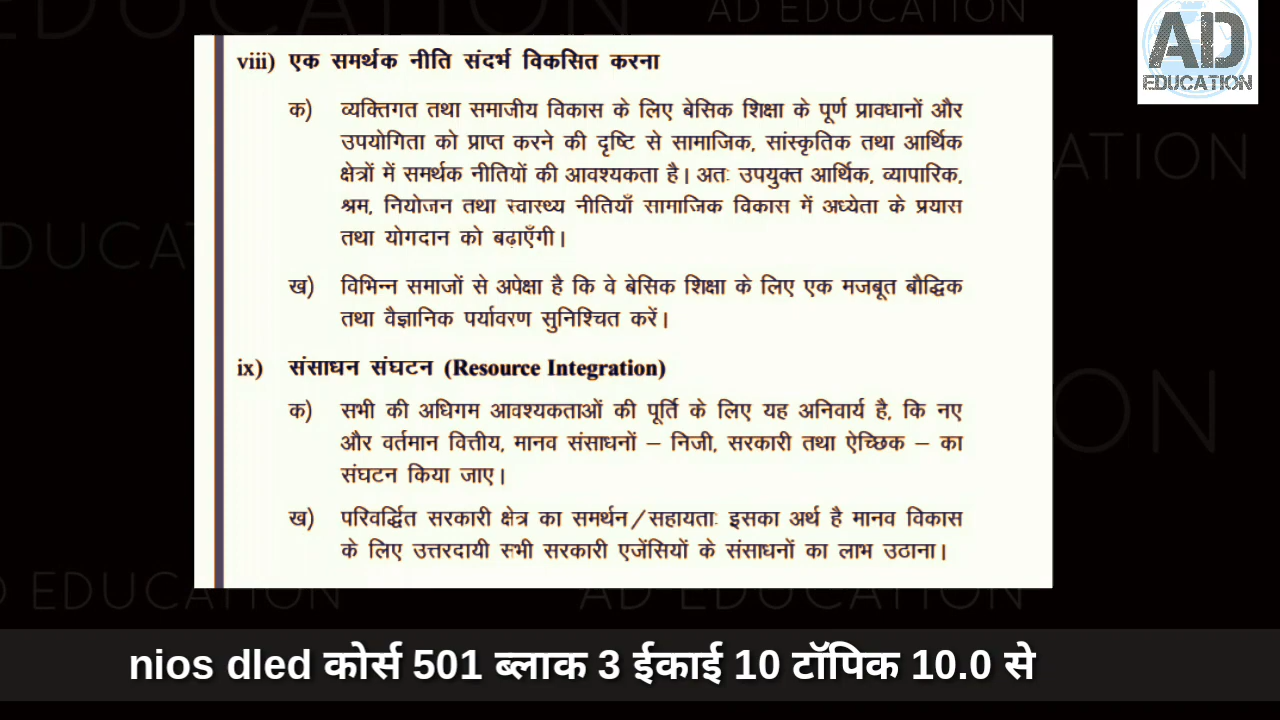 AD EDUCATION
AD
EDUCATION
viii) एक समर्थक नीति संदर्भ विकसित करना
क) व्यक्तिगत तथा समाजीय विकास के लिए बेसिक शिक्षा के पूर्ण प्रावधानों और
उपयोगिता को प्राप्त करने की दृष्टि से सामाजिक, सांस्कृतिक तथा आर्थिक
क्षेत्रों में समर्थक नीतियों की आवश्यकता है। अतः उपयुक्त आर्थिक, व्यापारिक,
श्रम, नियोजन तथा स्वास्थ्य नीतियाँ सामाजिक विकास में अध्येता के प्रयास
तथा योगदान को बढ़ाएँगी।
ख) विभिन्न समाजों से अपेक्षा है कि वे बेसिक शिक्षा के लिए एक मजबूत बौद्धिक
तथा वैज्ञानिक पर्यावरण सुनिश्चित करें।
ix) संसाधन संघटन (Resource Integration)
क) सभी की अधिगम आवश्यकताओं की पूर्ति के लिए यह अनिवार्य है, कि नए
और वर्तमान वित्तीय, मानव संसाधनों – निजी, सरकारी तथा ऐच्छिक – का
संघटन किया जाए।
ख) परिवर्द्धित सरकारी क्षेत्र का समर्थन/सहायताः इसका अर्थ है मानव विकास
के लिए उत्तरदायी सभी सरकारी एजेंसियों के संसाधनों का लाभ उठाना।
AD EDUCATION
nios dled कोर्स 501 ब्लाक 3 ईकाई 10 टॉपिक 10.0 से